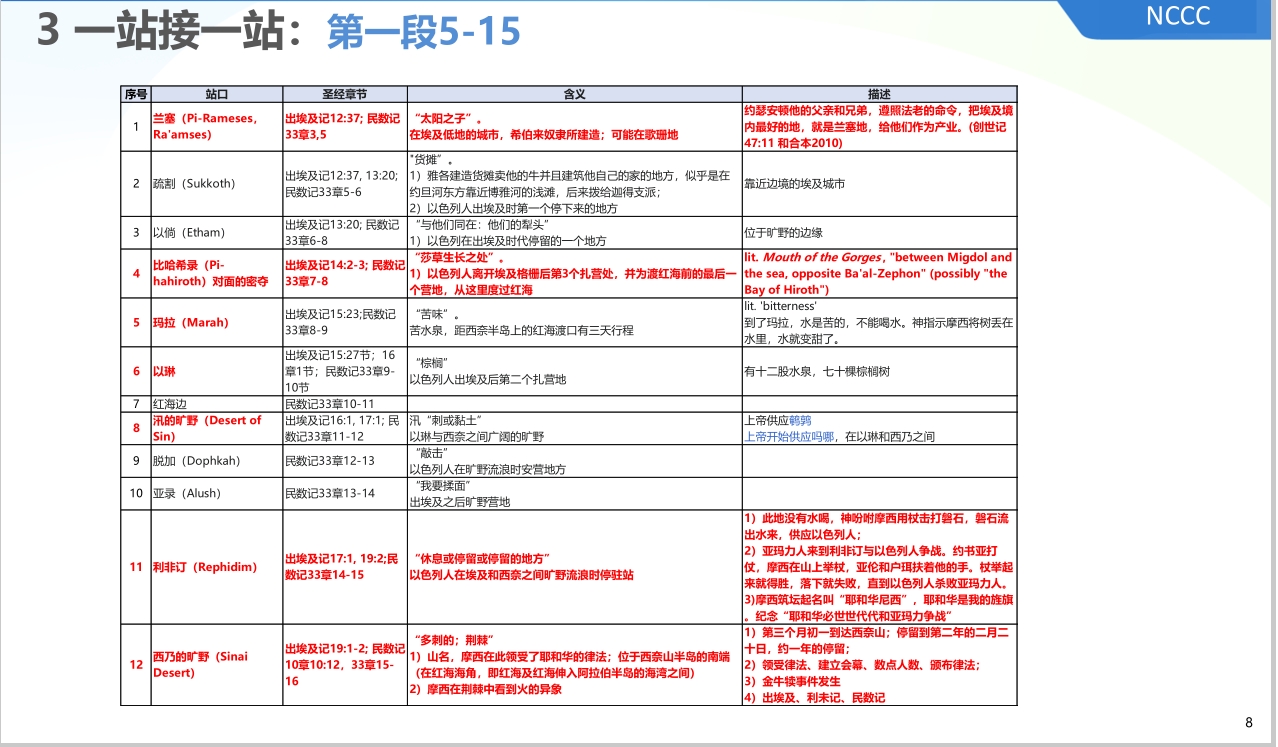 3 一站接一站：第一段5-15
NCCC
序号 站口 圣经章节 含义 描述
1
兰塞（Pi-Rameses,
Ra'amses）
出埃及记12:37; 民数记
33章3,5
“太阳之子”。
在埃及低地的城市，希伯来奴隶所建造；可能在歌珊地
约瑟安顿他的父亲和兄弟，遵照法老的命令，把埃及境
内最好的地，就是兰塞地，给他们作为产业。(创世记
47:11 和合本2010)
2
疏割（Sukkoth）
出埃及记12:37, 13:20;
民数记33章5-6
"货摊”。
1）雅各建造货摊卖他的牛并且建筑他自己的家的地方，似乎是在
约旦河东方靠近博雅河的浅滩，后来拨给迦得支派；
2）以色列人出埃及时第一个停下来的地方
靠近边境的埃及城市
3
以倘（Etham）
出埃及记13:20; 民数记
33章6-8
“与他们同在：他们的犁头”
1）以色列在出埃及时代停留的一个地方
位于旷野的边缘
4
比哈希录（Pi-
hahiroth）对面的密夺
出埃及记14:2-3; 民数记
33章7-8
“莎草生长之处”。
1）以色列人离开埃及格栅后第3个扎营处，并为渡红海前的最后一
个营地，从这里度过红海
lit. Mouth of the Gorges, "between Migdol and
the sea, opposite Ba'al-Zephon" (possibly "the
Bay of Hiroth")
5
玛拉（Marah）
出埃及记15:23;民数记
33章8-9
“苦味”。
苦水泉，距西奈半岛上的红海渡口有三天行程
lit. 'bitterness'
到了玛拉，水是苦的，不能喝水。神指示摩西将树丢在
水里，水就变甜了。
6
以琳
出埃及记15:27节；16
章1节；民数记33章9-
10节
“棕榈”
以色列人出埃及后第二个扎营地
有十二股水泉，七十棵棕榈树
7
红海边
民数记33章10-11
8
汛的旷野（Desert of
Sin）
出埃及记16:1, 17:1; 民
数记33章11-12
汛“刺或黏土”
以琳与西奈之间广阔的旷野
上帝供应鹌鹑
上帝开始供应吗哪，在以琳和西乃之间
9
脱加（Dophkah）
民数记33章12-13
“敲击”
以色列人在旷野流浪时安营地方
10
亚录（Alush）
民数记33章13-14
“我要揉面”
出埃及之后旷野营地
11
利非订（Rephidim）
出埃及记17:1, 19:2;民
数记33章14-15
“休息或停留或停留的地方”
以色列人在埃及和西奈之间旷野流浪时停驻站
1）此地没有水喝，神吩咐摩西用杖击打磐石，磐石流
出水来，供应以色列人；
2）亚玛力人来到利非订与以色列人争战。约书亚打
仗，摩西在山上举杖，亚伦和户珥扶着他的手。杖举起
来就得胜，落下就失败，直到以色列人杀败亚玛力人。
3)摩西筑坛起名叫“耶和华尼西”，耶和华是我的旌旗
。纪念“耶和华必世世代代和亚玛力争战”
12
西乃的旷野（Sinai
Desert）
出埃及记19:1-2; 民数记
10章10:12，33章15-
16
“多刺的；荆棘”
1）山名，摩西在此领受了耶和华的律法；位于西奈山半岛的南端
（在红海海角，即红海及红海伸入阿拉伯半岛的海湾之间）
2）摩西在荆棘中看到火的异象
1）第三个月初一到达西奈山；停留到第二年的二月二
十日，约一年的停留；
2）领受律法、建立会幕、数点人数、颁布律法；
3）金牛犊事件发生
4）出埃及、利未记、民数记
8